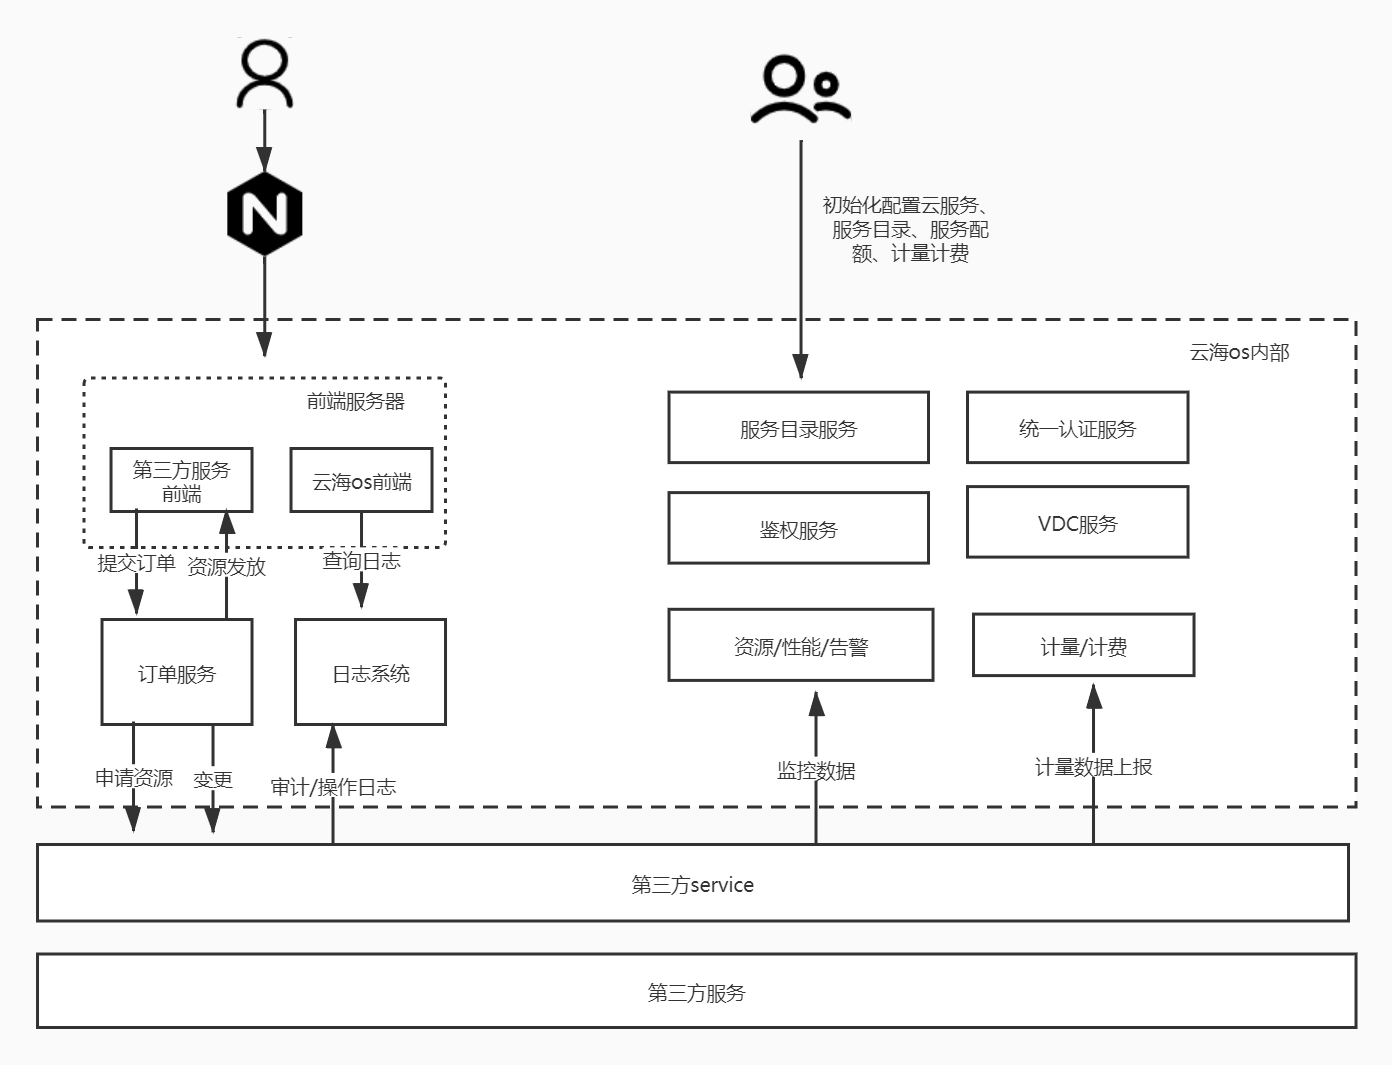 N
初始化配置云服务、
服务目录、服务配
额、计量计费
云海os内部
前端服务器
第三方服务
前端
云海os前端
提交订单
资源发放
查询日志
订单服务
日志系统
申请资源
变更
审计/操作日志
服务目录服务
统一认证服务
鉴权服务
VDC服务
资源/性能/告警
计量/计费
监控数据
计量数据上报
第三方service
第三方服务